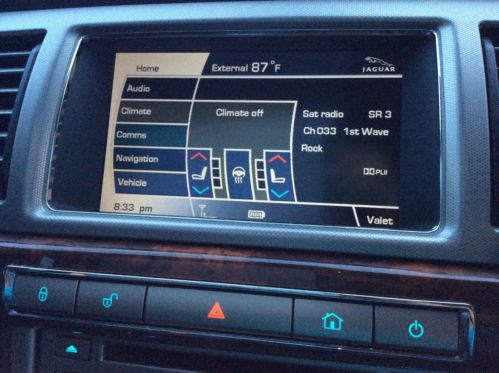 Home
External 87°F
JAGUAR
Audio
Climate
Climate off
Sat radio SR 3
Comms
Ch 033 1st Wave
Rock
Navigation
PLII
Vehicle
8:33 pm
Valet